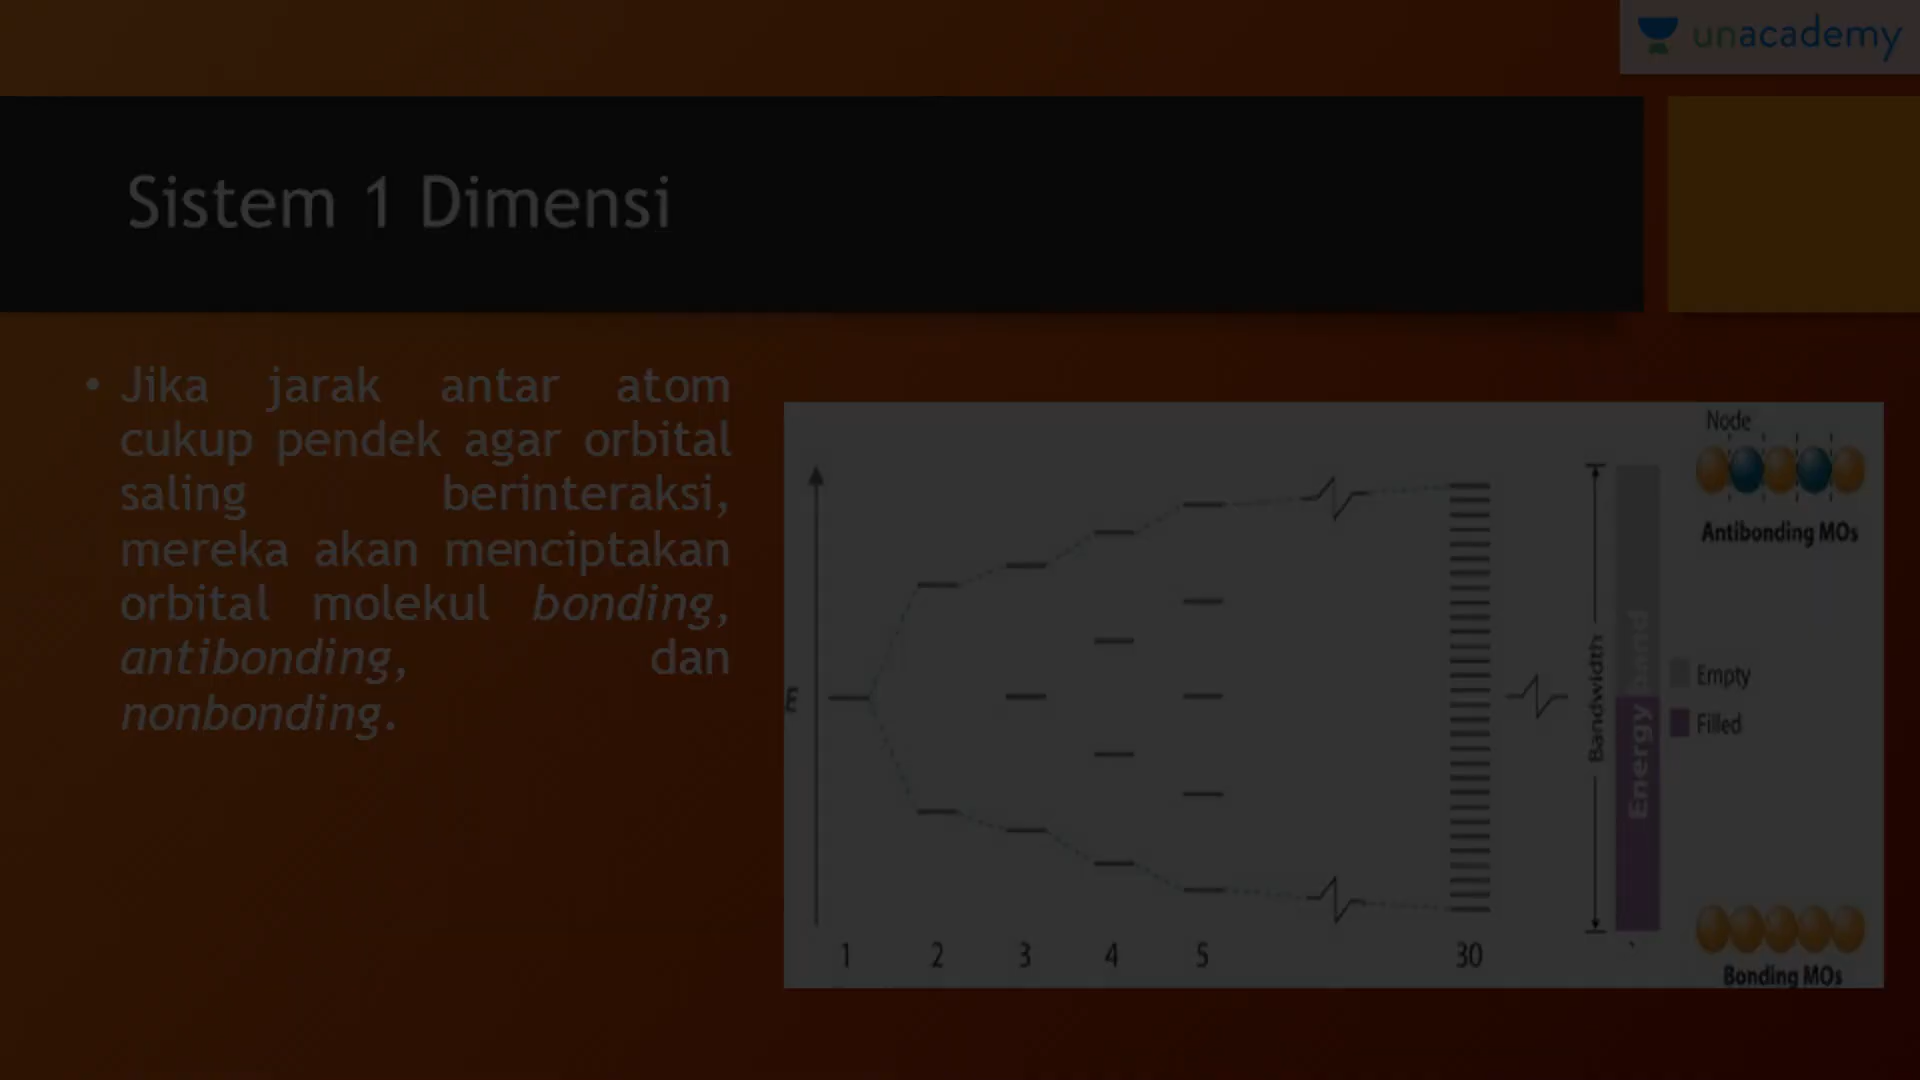 unacademy
Sistem 1 Dimensi
• Jika jarak antar atom
cukup pendek agar orbital
saling berinteraksi,
mereka akan menciptakan
orbital molekul bonding,
antibonding, dan
nonbonding.
Node
Antibonding MOs
E
Bandwidth
Energy band
Empty
Filled
1 2 3 4 5 30
Bonding MOs